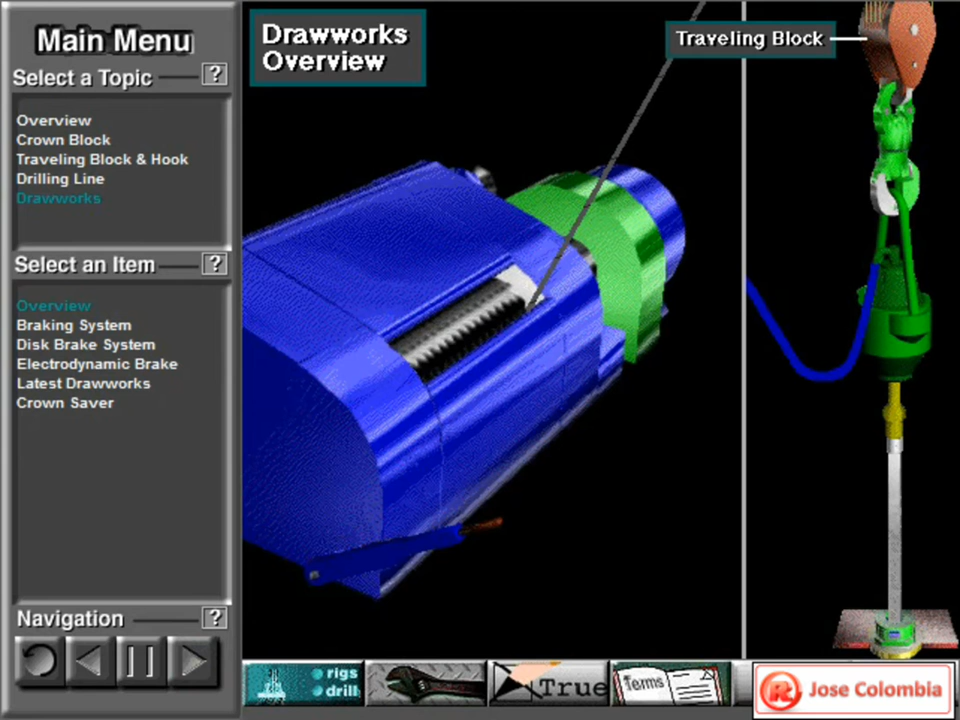 Main Menu
Select a Topic ?
Overview
Crown Block
Traveling Block & Hook
Drilling Line
Drawworks
Select an Item ?
Overview
Braking System
Disk Brake System
Electrodynamic Brake
Latest Drawworks
Crown Saver
Navigation ?
Drawworks
Overview
Traveling Block
rigs
drill
True
Terms
R
Jose Colombia